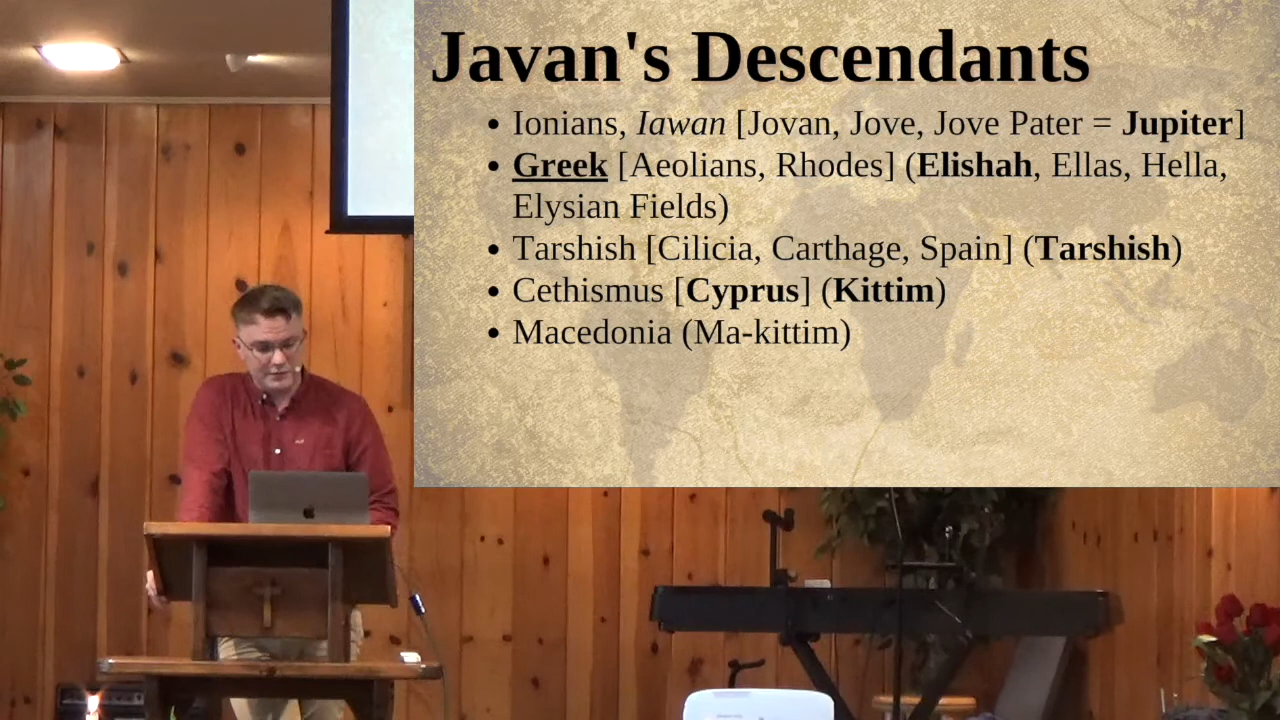 Javan's Descendants
• Ionians, Iawan [Jovan, Jove, Jove Pater = Jupiter]
• Greek [Aeolians, Rhodes] (Elishah, Ellas, Hella,
Elysian Fields)
• Tarshish [Cilicia, Carthage, Spain] (Tarshish)
• Cethismus [Cyprus] (Kittim)
• Macedonia (Ma-kittim)